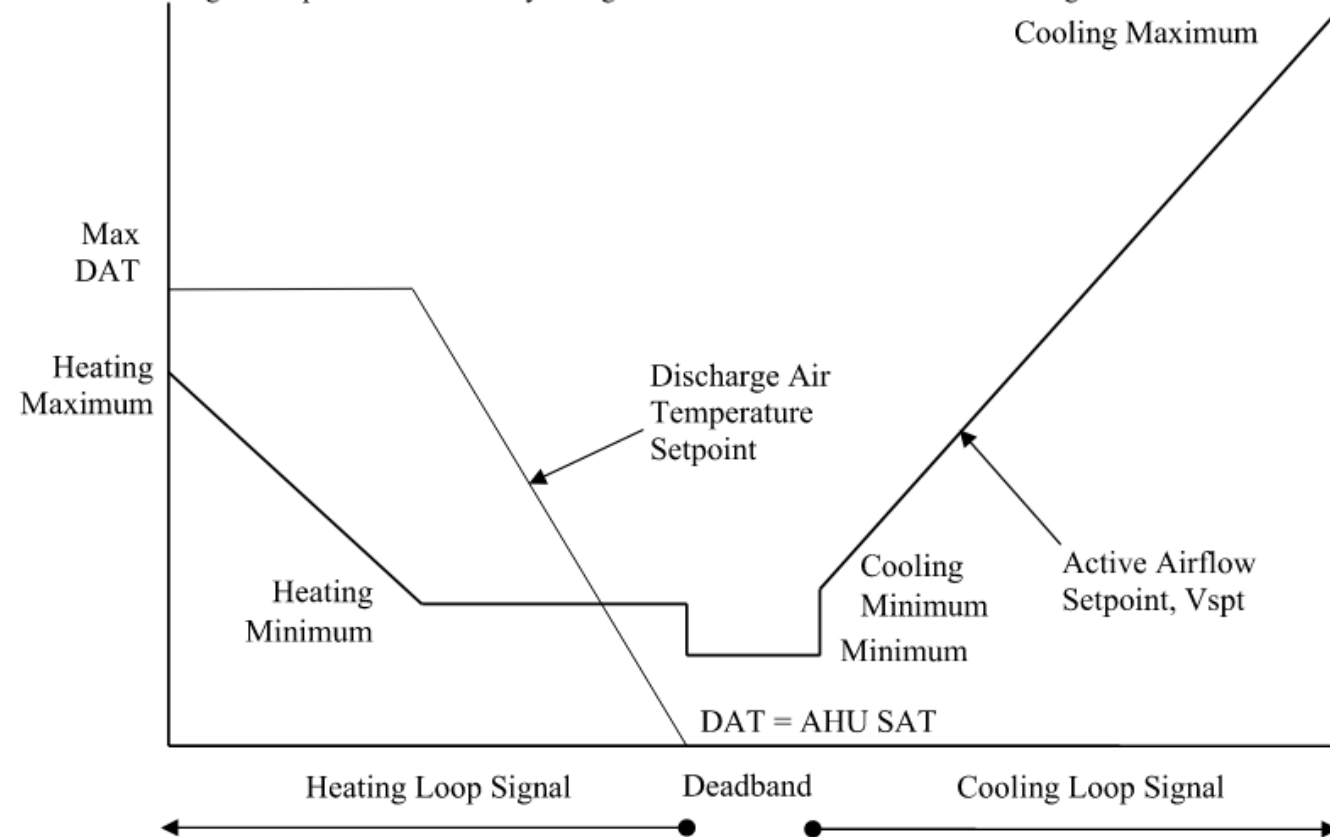 Cooling Maximum
Max
DAT
Heating
Maximum
Discharge Air
Temperature
Setpoint
Heating
Minimum
Cooling
Minimum
Minimum
Active Airflow
Setpoint, Vspt
DAT = AHU SAT
Heating Loop Signal
Deadband
Cooling Loop Signal